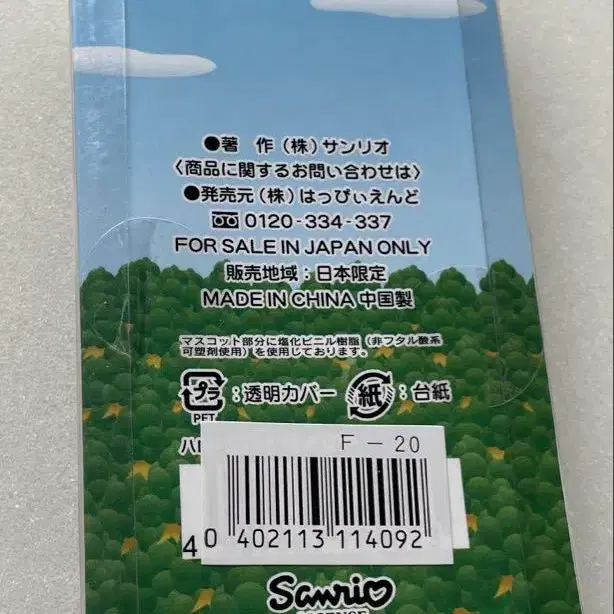 ●著 作(株)サンリオ
〈商品に関するお問い合わせは〉
●発売元(株)はっぴぃえんど
0120-334-337
FOR SALE IN JAPAN ONLY
販売地域:日本限定
MADE IN CHINA 中国製
マスコット部分に塩化ビニル樹脂(非フタル酸系
可塑剤使用)を使用しております。
プラ:透明カバー 紙:台紙
PET
F-20
4
0 402113 114092
Sanrio